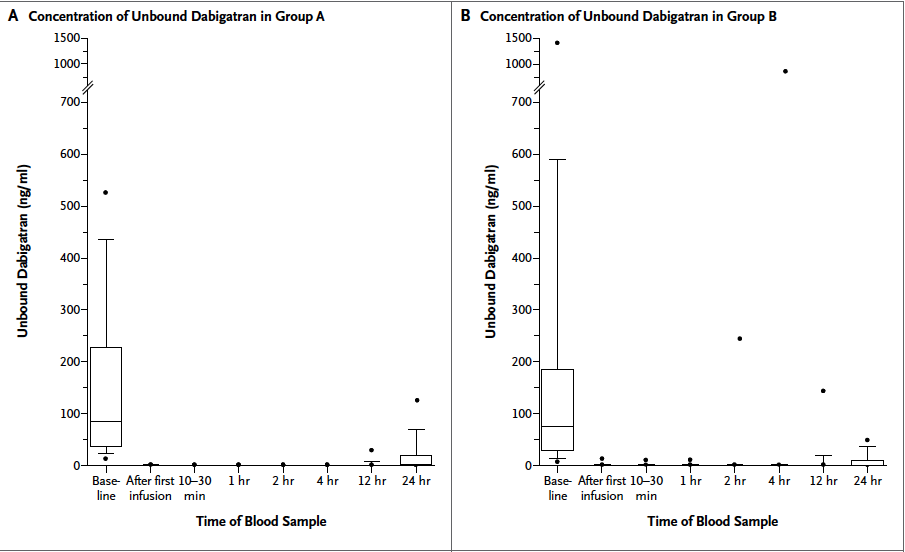 A Concentration of Unbound Dabigatran in Group A
1500
1000
700
600
500
400
300
200
100
0
Unbound Dabigatran (ng/ml)
Base- After first 10–30 1 hr 2 hr 4 hr 12 hr 24 hr
line infusion min
Time of Blood Sample
B Concentration of Unbound Dabigatran in Group B
1500
1000
700
600
500
400
300
200
100
0
Unbound Dabigatran (ng/ml)
Base- After first 10–30 1 hr 2 hr 4 hr 12 hr 24 hr
line infusion min
Time of Blood Sample